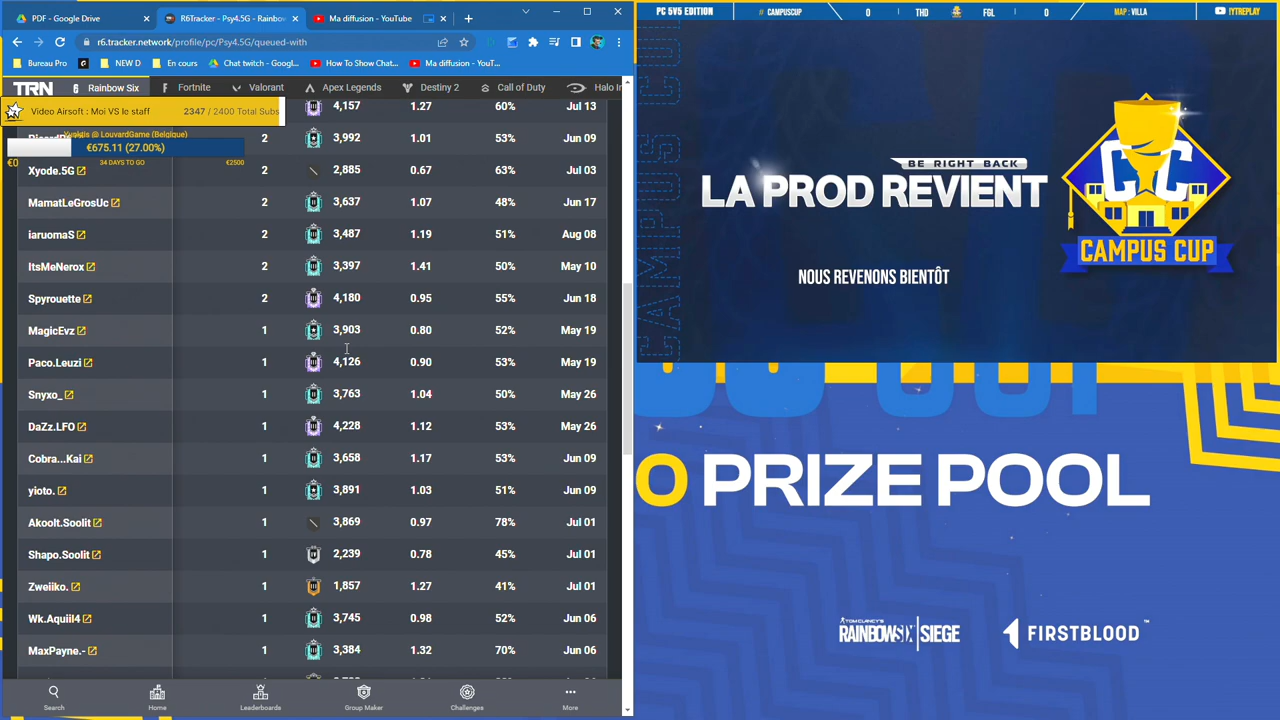 PDF - Google Drive
R6Tracker - Psy4.5G - Rainbow
Ma diffusion - YouTube
r6.tracker.network/profile/pc/Psy4.5G/queued-with
Bureau Pro
NEW D
En cours
Chat twitch - Googl...
How To Show Chat...
Ma diffusion - YouT...
TRN
Rainbow Six
Fortnite
Valorant
Apex Legends
Destiny 2
Call of Duty
Halo In
4,157 1.27 60% Jul 13
Video Airsoft : Moi VS le staff 2347 / 2400 Total Subs
@ LouvardGame (Belgique)
€675.11 (27.00%)
€0 34 DAYS TO GO €2500
2 3,992 1.01 53% Jun 09
Xyode.5G 2 2,885 0.67 63% Jul 03
MamatLeGrosUc 2 3,637 1.07 48% Jun 17
iaruomaS 2 3,487 1.19 51% Aug 08
ItsMeNerox 2 3,397 1.41 50% May 10
Spyrouette 2 4,180 0.95 55% Jun 18
MagicEvz 1 3,903 0.80 52% May 19
Paco.Leuzi 1 4,126 0.90 53% May 19
Snyxo_ 1 3,763 1.04 50% May 26
DaZz.LFO 1 4,228 1.12 53% May 26
Cobra...Kai 1 3,658 1.17 53% Jun 09
yioto. 1 3,891 1.03 51% Jun 09
Akoolt.Soolit 1 3,869 0.97 78% Jul 01
Shapo.Soolit 1 2,239 0.78 45% Jul 01
Zweiiko. 1 1,857 1.27 41% Jul 01
Wk.Aquiil4 1 3,745 0.98 52% Jun 06
MaxPayne.- 1 3,384 1.32 70% Jun 06
Search
Home
Leaderboards
Group Maker
Challenges
More
PC 5V5 EDITION
# CAMPUSCUP
0 THD FGL 0
MAP : VILLA
IYTREPLAY
CAMPUS CUP
BE RIGHT BACK
LA PROD REVIENT
NOUS REVENONS BIENTÔT
CC
CAMPUS CUP
0 PRIZE POOL
TOM CLANCY'S
RAINBOW SIX | SIEGE
FIRSTBLOOD™